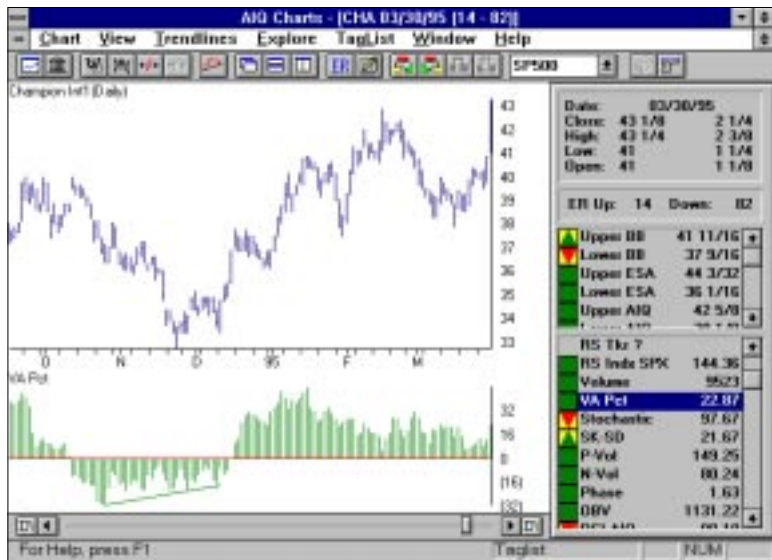 AIQ Charts - [CHA 03/30/95 [14 - 82]]
Chart View Trendlines Explore TagList Window Help
ER SP500
Champion Int'l (Daily)
43
42
41
40
39
38
37
36
35
34
33
O N D 95 F M
VA Pct
32
16
0
(16)
(32)
Date: 03/30/95
Close: 43 1/8 2 1/4
High: 43 1/4 2 3/8
Low: 41 1 1/4
Open: 41 1 1/8
ER Up: 14 Down: 82
Upper BB 41 11/16
Lower BB 37 9/16
Upper ESA 44 3/32
Lower ESA 36 1/16
Upper AIQ 42 5/8
RS Tkr ?
RS Indx SPX 144.36
Volume 9523
VA Pct 22.87
Stochastic 97.67
SK-SD 21.67
P-Vol 149.25
N-Vol 80.24
Phase 1.63
OBV 1131.22
For Help, press F1 Taglist: NUM